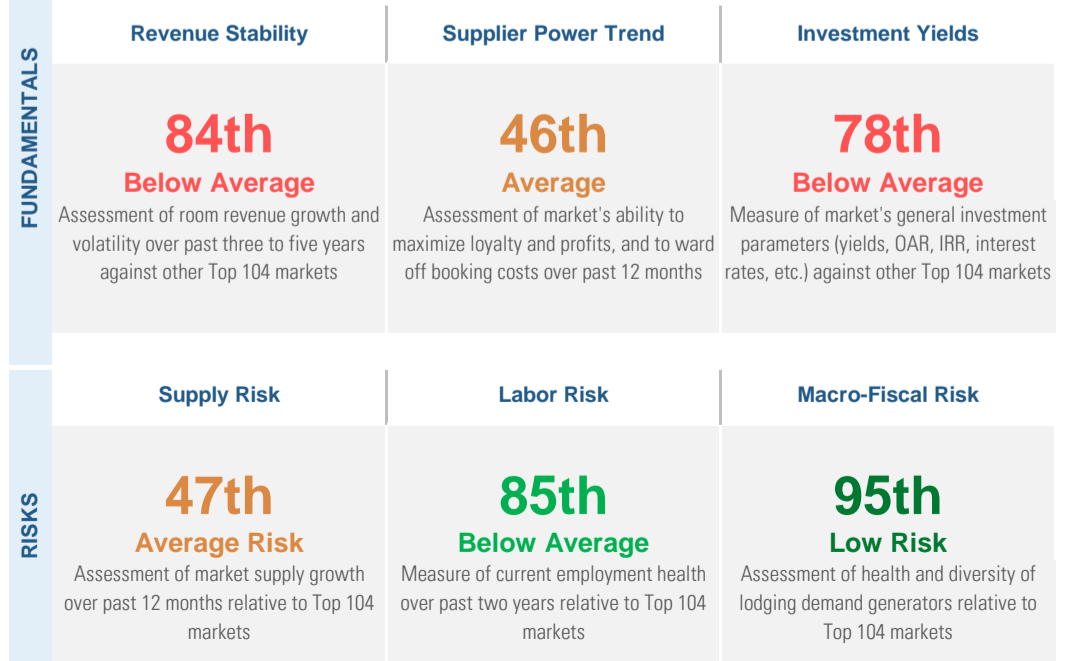 FUNDAMENTALS
Revenue Stability
84th
Below Average
Assessment of room revenue growth and
volatility over past three to five years
against other Top 104 markets
Supplier Power Trend
46th
Average
Assessment of market's ability to
maximize loyalty and profits, and to ward
off booking costs over past 12 months
Investment Yields
78th
Below Average
Measure of market's general investment
parameters (yields, OAR, IRR, interest
rates, etc.) against other Top 104 markets
RISKS
Supply Risk
47th
Average Risk
Assessment of market supply growth
over past 12 months relative to Top 104
markets
Labor Risk
85th
Below Average
Measure of current employment health
over past two years relative to Top 104
markets
Macro-Fiscal Risk
95th
Low Risk
Assessment of health and diversity of
lodging demand generators relative to
Top 104 markets